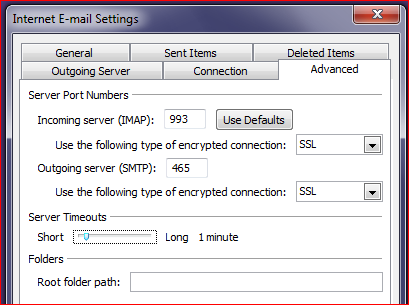 Internet E-mail Settings
General Sent Items Deleted Items
Outgoing Server Connection Advanced
Server Port Numbers
Incoming server (IMAP): 993 Use Defaults
Use the following type of encrypted connection: SSL
Outgoing server (SMTP): 465
Use the following type of encrypted connection: SSL
Server Timeouts
Short Long 1 minute
Folders
Root folder path: